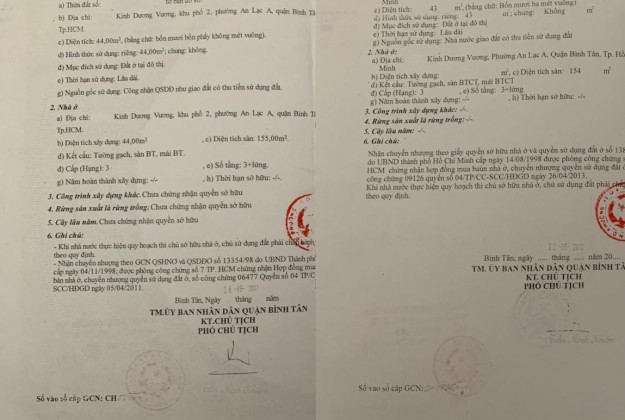 a) Thửa đất số:
b) Địa chỉ: Kinh Dương Vương, khu phố 2, phường An Lạc A, quận Bình Tâ
Tp.HCM
c) Diện tích: 44,00m², (bằng chữ: bốn mươi bốn phẩy không mét vuông).
d) Hình thức sử dụng: riêng: 44,00m²; chung: không.
đ) Mục đích sử dụng: Đất ở tại đô thị.
e) Thời hạn sử dụng: Lâu dài.
g) Nguồn gốc sử dụng: Công nhận QSDĐ như giao đất có thu tiền sử dụng đất.
2. Nhà ở
a) Địa chỉ: Kinh Dương Vương, khu phố 2, phường An Lạc A, quận Bình T
Tp.HCM.
b) Diện tích xây dựng: 44,00m² , c) Diện tích sàn: 155,00m².
d) Kết cấu: Tường gạch, sàn BT, mái BT.
đ) Cấp (Hạng): 3 , e) Số tầng: 3+lửng.
g) Năm hoàn thành xây dựng: -/- , h) Thời hạn sở hữu: -/-.
3. Công trình xây dựng khác: Chưa chứng nhận quyền sở hữu
4. Rừng sản xuất là rừng trồng: Chưa chứng nhận quyền sở hữu
5. Cây lâu năm: Chưa chứng nhận quyền sở hữu
6. Ghi chú:
- Khi nhà nước thực hiện quy hoạch thì chủ sở hữu nhà ở, chủ sử dụng đất phải chấp hành
theo quy định.
- Nhận chuyển nhượng theo GCN QSHNO và QSDĐO số 13354/98 do UBND Thành phố
cấp ngày 04/11/1998; được phòng công chứng số 7 TP. HCM chứng nhận Hợp đồng mua
bán nhà ở, chuyển nhượng quyền sử dụng đất ở, số công chứng 06477 Quyển số 04 TP/C
SCC/HĐGD ngày 05/04/2011.
Bình Tân, Ngày tháng năm
TM.ỦY BAN NHÂN DÂN QUẬN BÌNH TÂN
KT.CHỦ TỊCH
PHÓ CHỦ TỊCH
Số vào sổ cấp GCN: CH
Minh
c) Diện tích: 43 m², (bằng chữ: Bốn mươi ba mét vuông)
d) Hình thức sử dụng: riêng: 43 m²; chung: Không m²
đ) Mục đích sử dụng: Đất ở tại đô thị
e) Thời hạn sử dụng: Lâu dài
g) Nguồn gốc sử dụng: Nhà nước giao đất có thu tiền sử dụng đất
2. Nhà ở:
a) Địa chỉ: Kinh Dương Vương, Phường An Lạc A, Quận Bình Tân, Tp. Hồ
Minh
b) Diện tích xây dựng: m², c) Diện tích sàn: 154 m²
d) Kết cấu: Tường gạch, sàn BTCT, mái BTCT
đ) Cấp (Hạng): 3 , e) Số tầng: 3+lửng
g) Năm hoàn thành xây dựng: -/- , h) Thời hạn sở hữu: -/-
3. Công trình xây dựng khác: -/-
4. Rừng sản xuất là rừng trồng: -/-
5. Cây lâu năm: -/-
6. Ghi chú:
Nhận chuyển nhượng theo giấy quyền sở hữu nhà ở và quyền sử dụng đất ở số 138
do UBND thành phố Hồ Chí Minh cấp ngày 14/08/1998 được phòng công chứng s
HCM chứng nhận hợp đồng mua bán nhà ở, chuyển nhượng quyền sử dụng đất ở
công chứng 09126 quyển số 04/TP/CC-SCC/HĐGD ngày 26/04/2013.
Khi nhà nước thực hiện quy hoạch thì chủ sở hữu nhà ở, chủ sử dụng đất phải chấp
theo quy định.
Bình Tân, ngày ..... tháng ..... năm 20....
TM. ỦY BAN NHÂN DÂN QUẬN BÌNH TÂ
KT. CHỦ TỊCH
PHÓ CHỦ TỊCH
Số vào sổ cấp GCN: